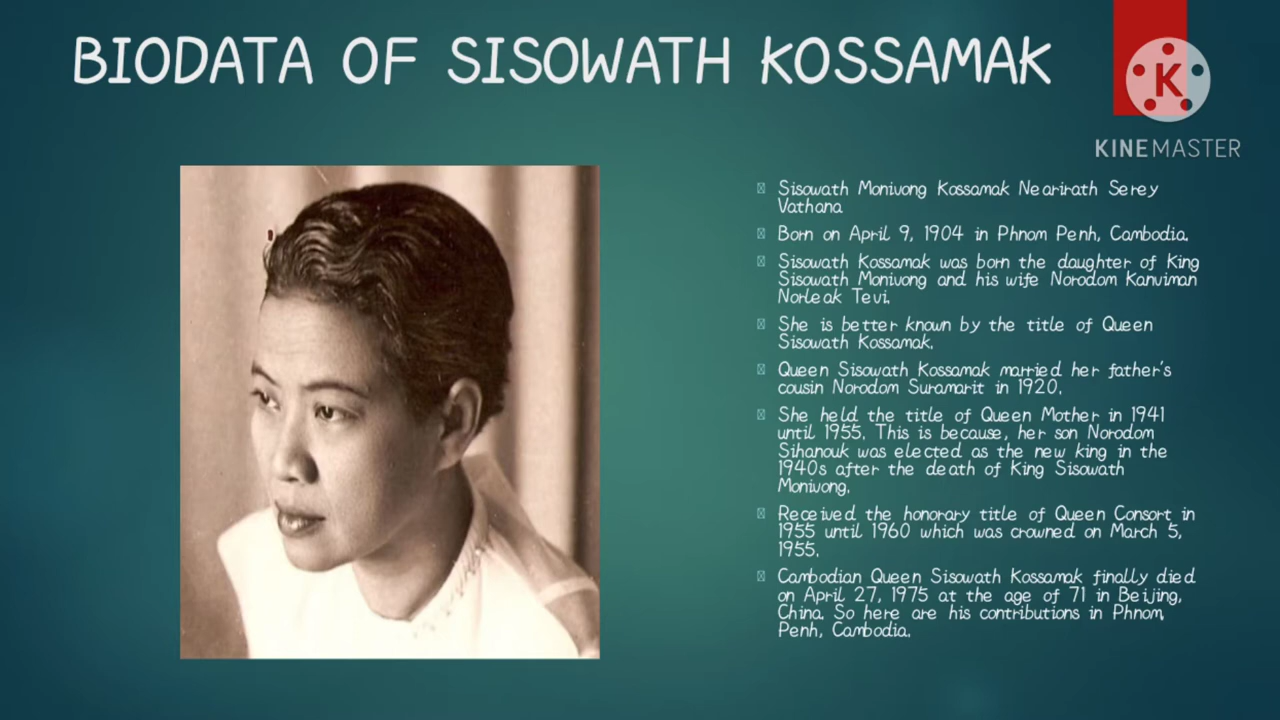 BIODATA OF SISOWATH KOSSAMAK
K
KINEMASTER
Sisowath Monivong Kossamak Nearirath Serey
Vathana
Born on April 9, 1904 in Phnom Penh, Cambodia.
Sisowath Kossamak was born the daughter of King
Sisowath Monivong and his wife Norodom Kanviman
Norleak Tevi.
She is better known by the title of Queen
Sisowath Kossamak.
Queen Sisowath Kossamak married her father's
cousin Norodom Suramarit in 1920.
She held the title of Queen Mother in 1941
until 1955. This is because, her son Norodom
Sihanouk was elected as the new king in the
1940s after the death of King Sisowath
Monivong.
Received the honorary title of Queen Consort in
1955 until 1960 which was crowned on March 5,
1955.
Cambodian Queen Sisowath Kossamak finally died
on April 27, 1975 at the age of 71 in Beijing,
China. So here are his contributions in Phnom
Penh, Cambodia.